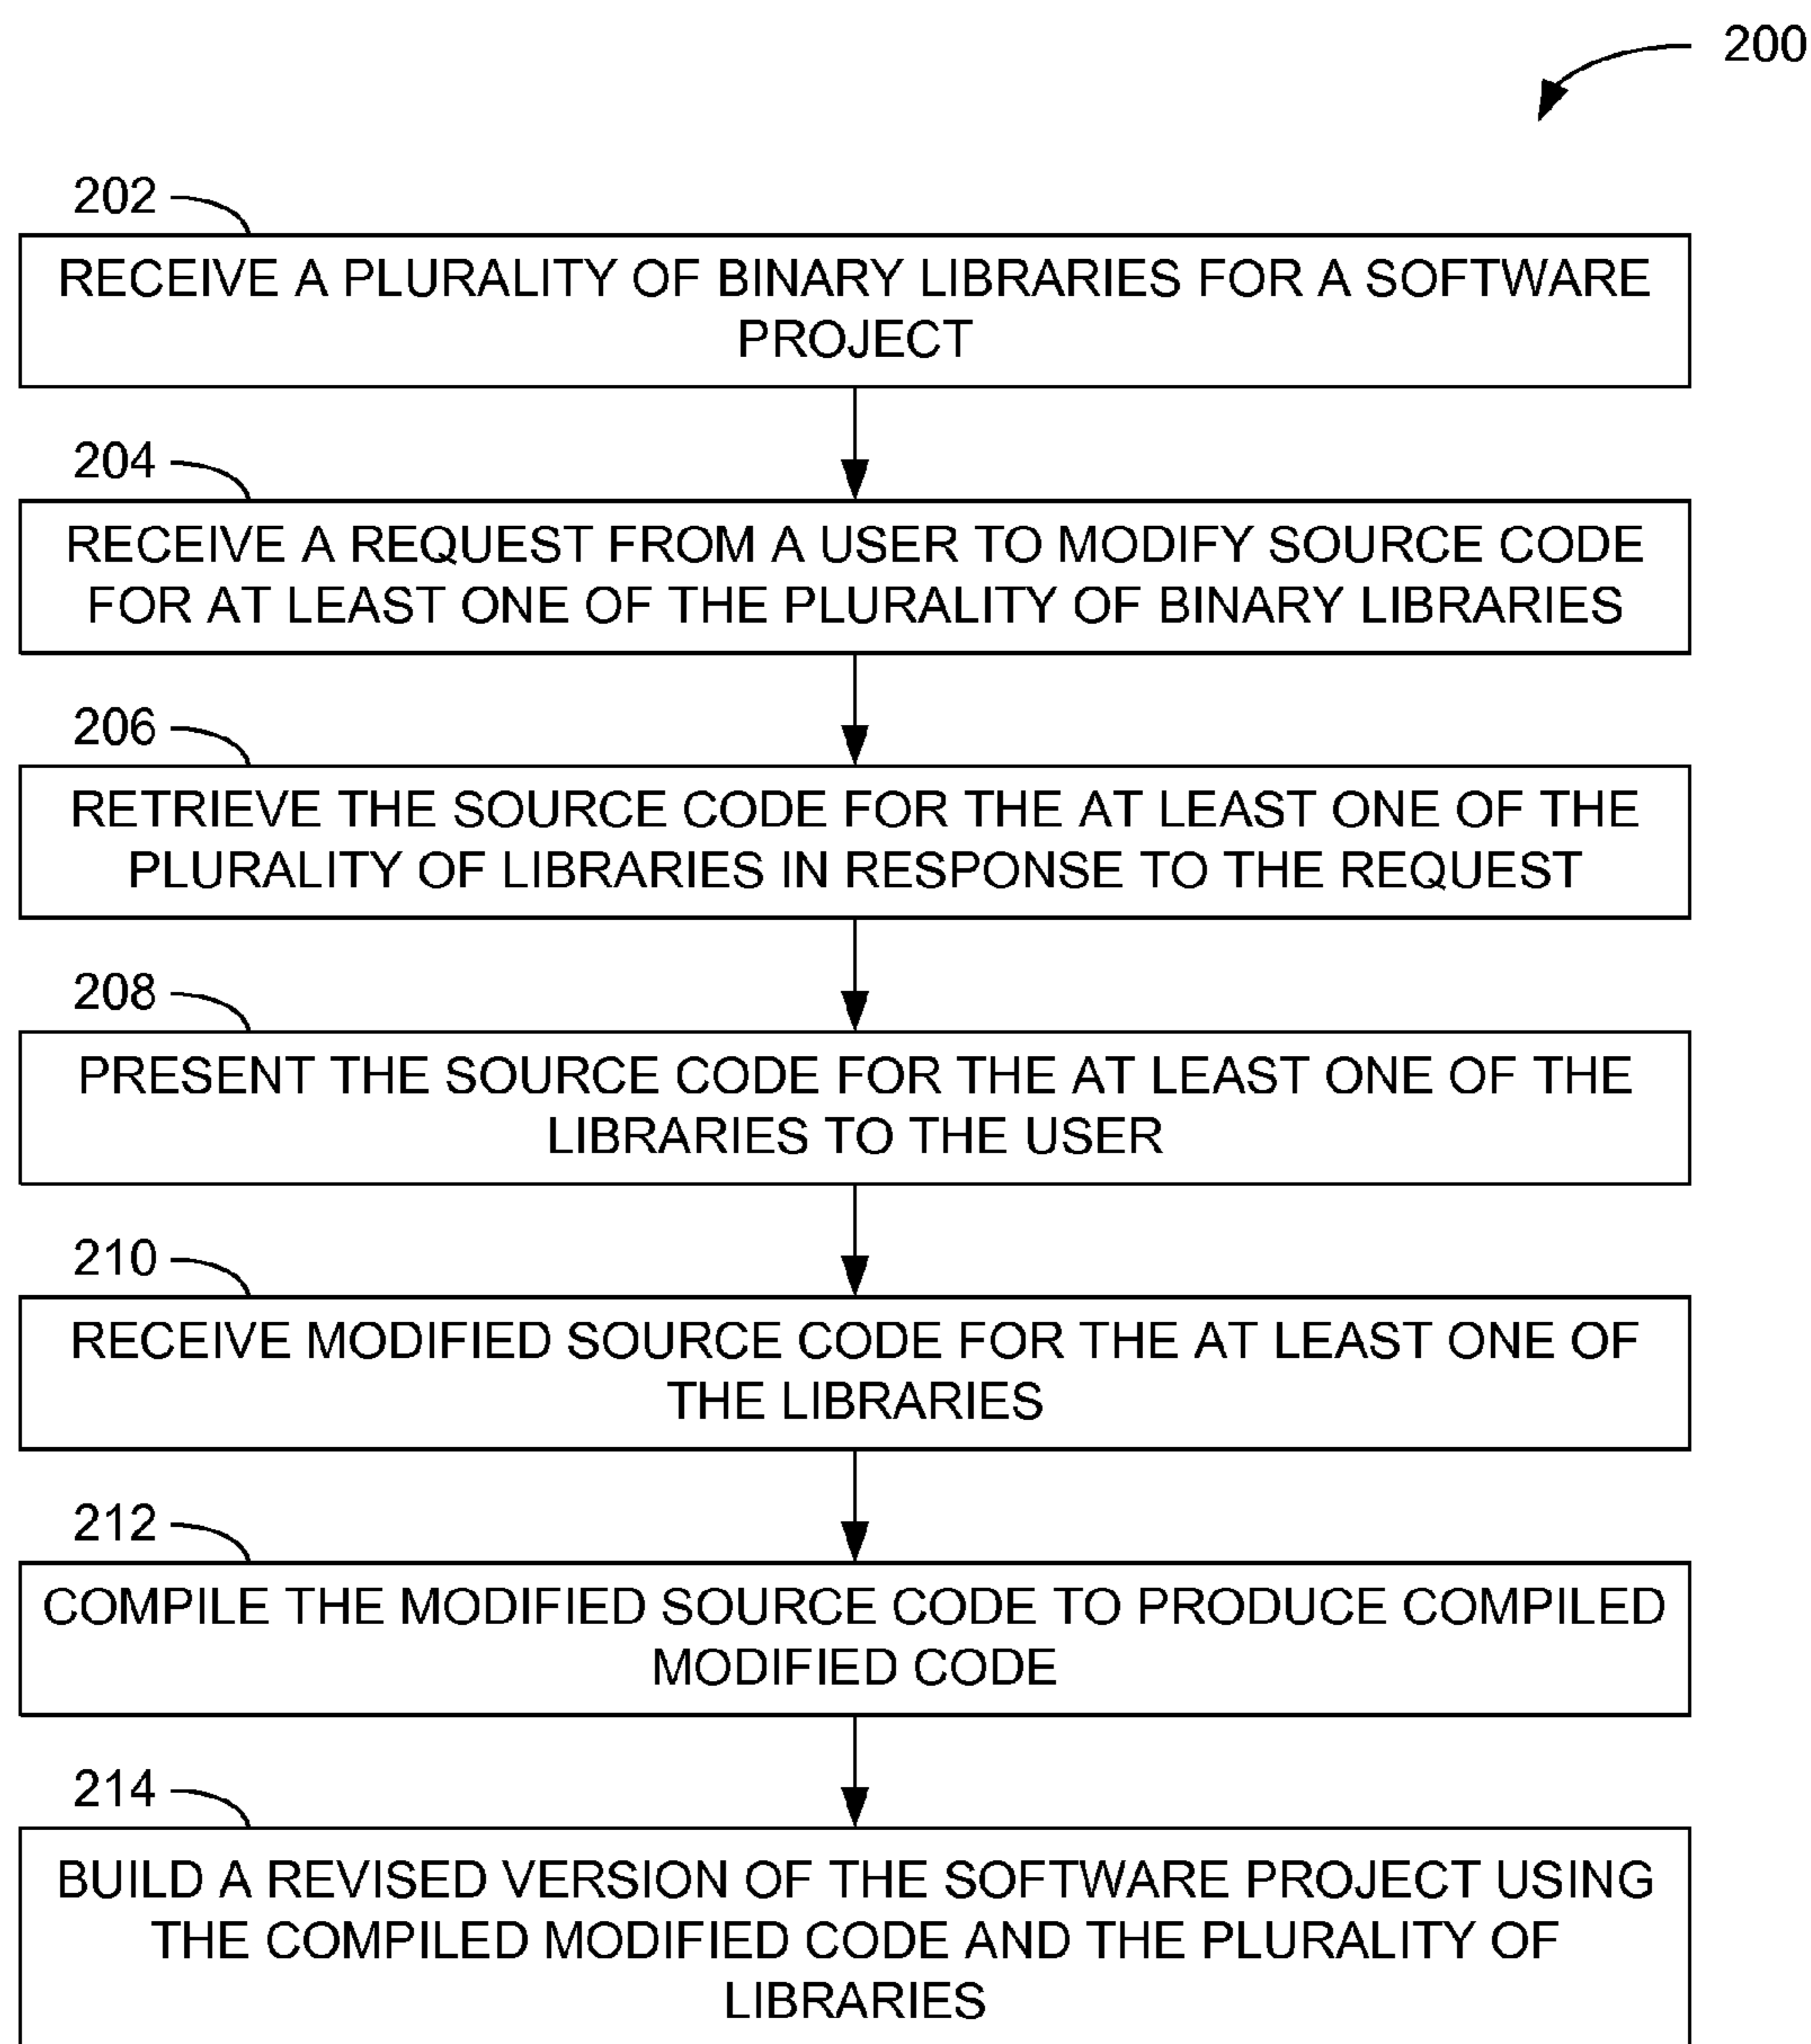 200
202
RECEIVE A PLURALITY OF BINARY LIBRARIES FOR A SOFTWARE
PROJECT
204
RECEIVE A REQUEST FROM A USER TO MODIFY SOURCE CODE
FOR AT LEAST ONE OF THE PLURALITY OF BINARY LIBRARIES
206
RETRIEVE THE SOURCE CODE FOR THE AT LEAST ONE OF THE
PLURALITY OF LIBRARIES IN RESPONSE TO THE REQUEST
208
PRESENT THE SOURCE CODE FOR THE AT LEAST ONE OF THE
LIBRARIES TO THE USER
210
RECEIVE MODIFIED SOURCE CODE FOR THE AT LEAST ONE OF
THE LIBRARIES
212
COMPILE THE MODIFIED SOURCE CODE TO PRODUCE COMPILED
MODIFIED CODE
214
BUILD A REVISED VERSION OF THE SOFTWARE PROJECT USING
THE COMPILED MODIFIED CODE AND THE PLURALITY OF
LIBRARIES